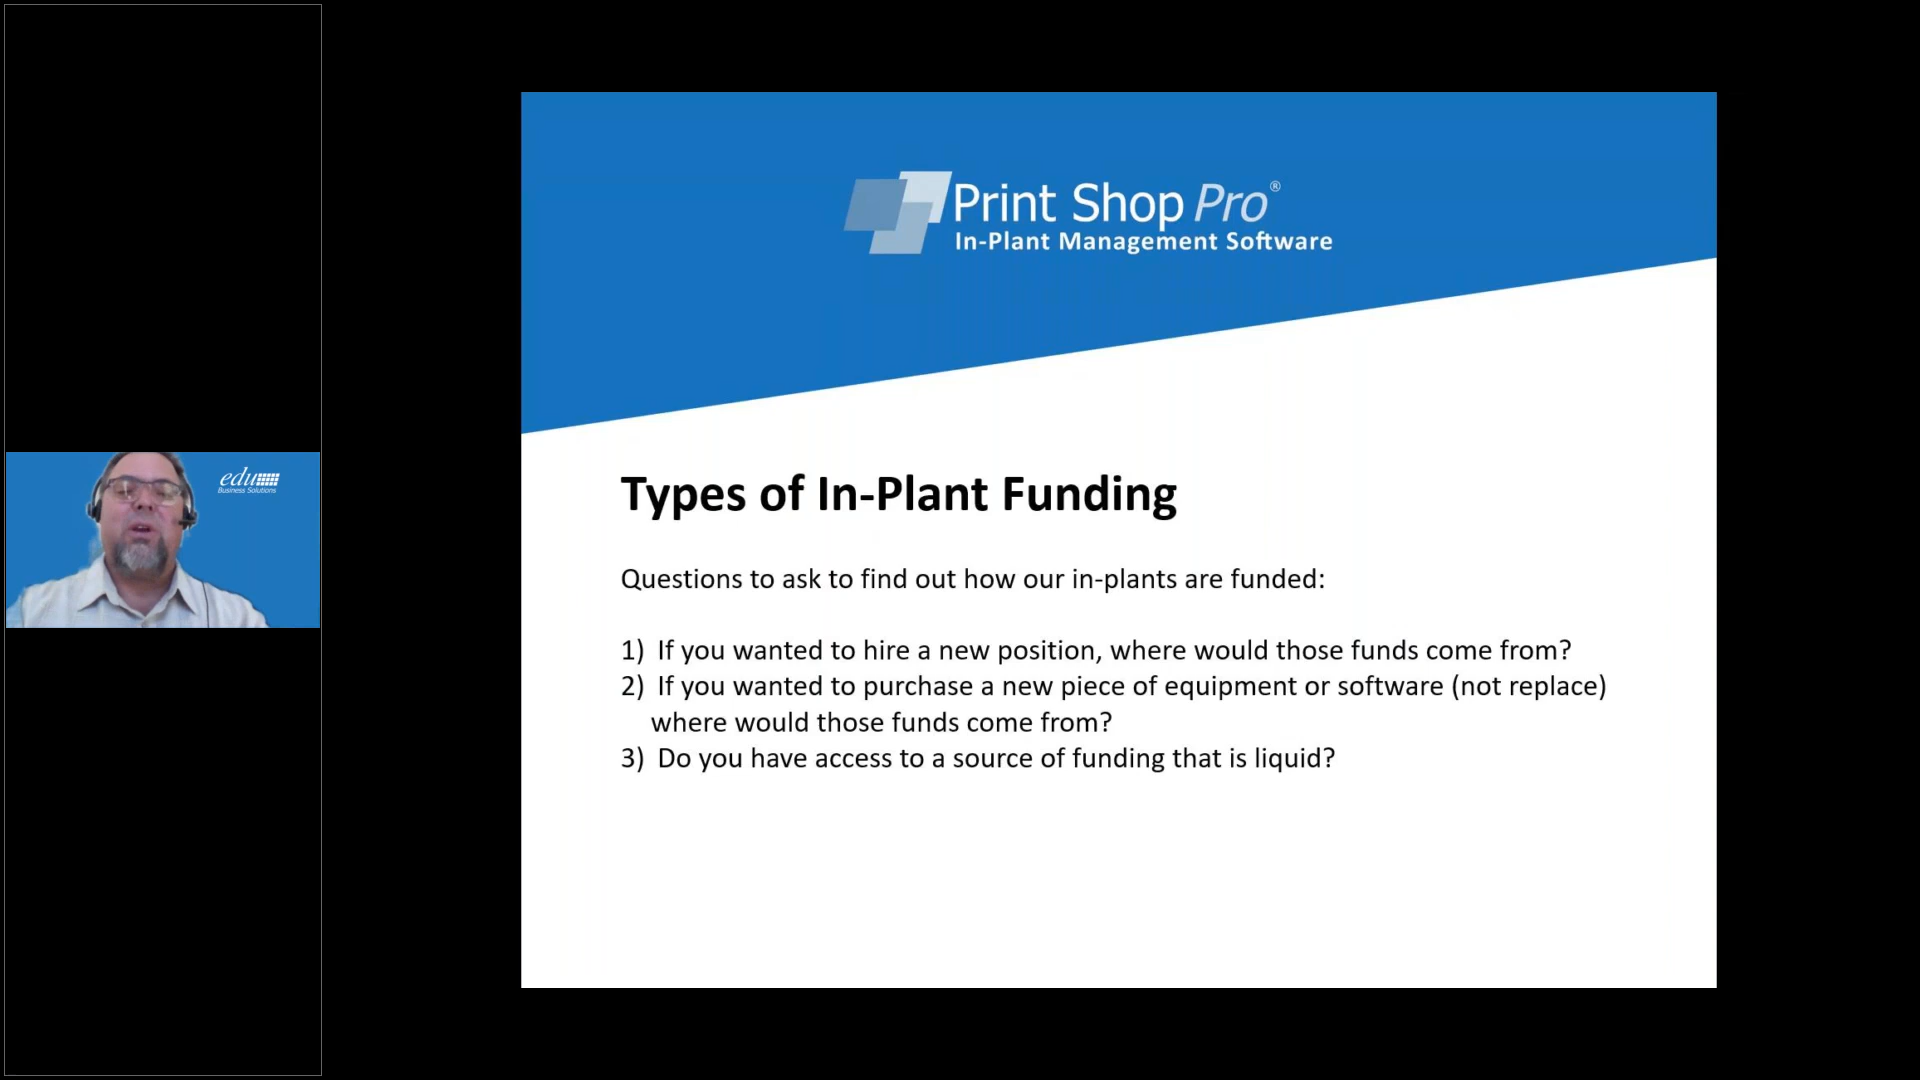 edu
Business Solutions
Print Shop Pro®
In-Plant Management Software
Types of In-Plant Funding
Questions to ask to find out how our in-plants are funded:
1) If you wanted to hire a new position, where would those funds come from?
2) If you wanted to purchase a new piece of equipment or software (not replace)
where would those funds come from?
3) Do you have access to a source of funding that is liquid?